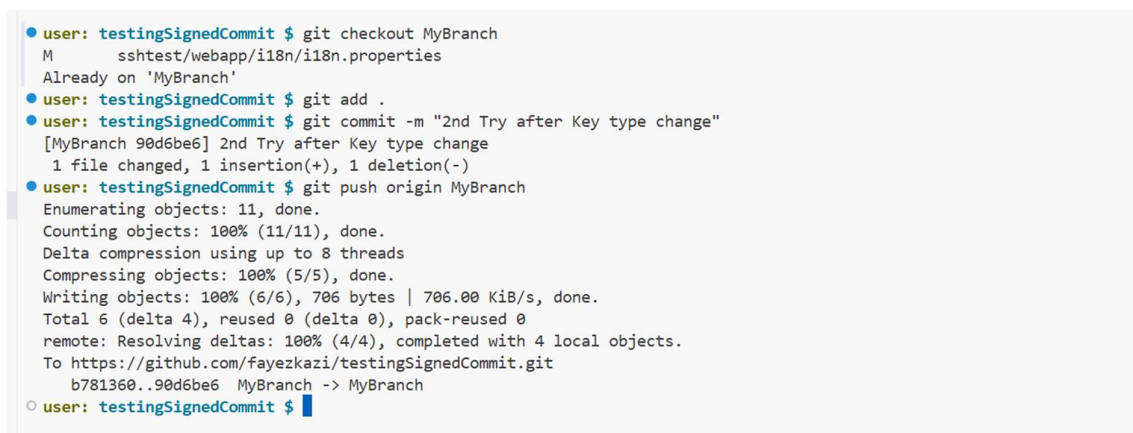 user: testingSignedCommit $ git checkout MyBranch
M       sshtest/webapp/i18n/i18n.properties
Already on 'MyBranch'
user: testingSignedCommit $ git add .
user: testingSignedCommit $ git commit -m "2nd Try after Key type change"
[MyBranch 90d6be6] 2nd Try after Key type change
 1 file changed, 1 insertion(+), 1 deletion(-)
user: testingSignedCommit $ git push origin MyBranch
Enumerating objects: 11, done.
Counting objects: 100% (11/11), done.
Delta compression using up to 8 threads
Compressing objects: 100% (5/5), done.
Writing objects: 100% (6/6), 706 bytes | 706.00 KiB/s, done.
Total 6 (delta 4), reused 0 (delta 0), pack-reused 0
remote: Resolving deltas: 100% (4/4), completed with 4 local objects.
To https://github.com/fayezkazi/testingSignedCommit.git
   b781360..90d6be6  MyBranch -> MyBranch
user: testingSignedCommit $